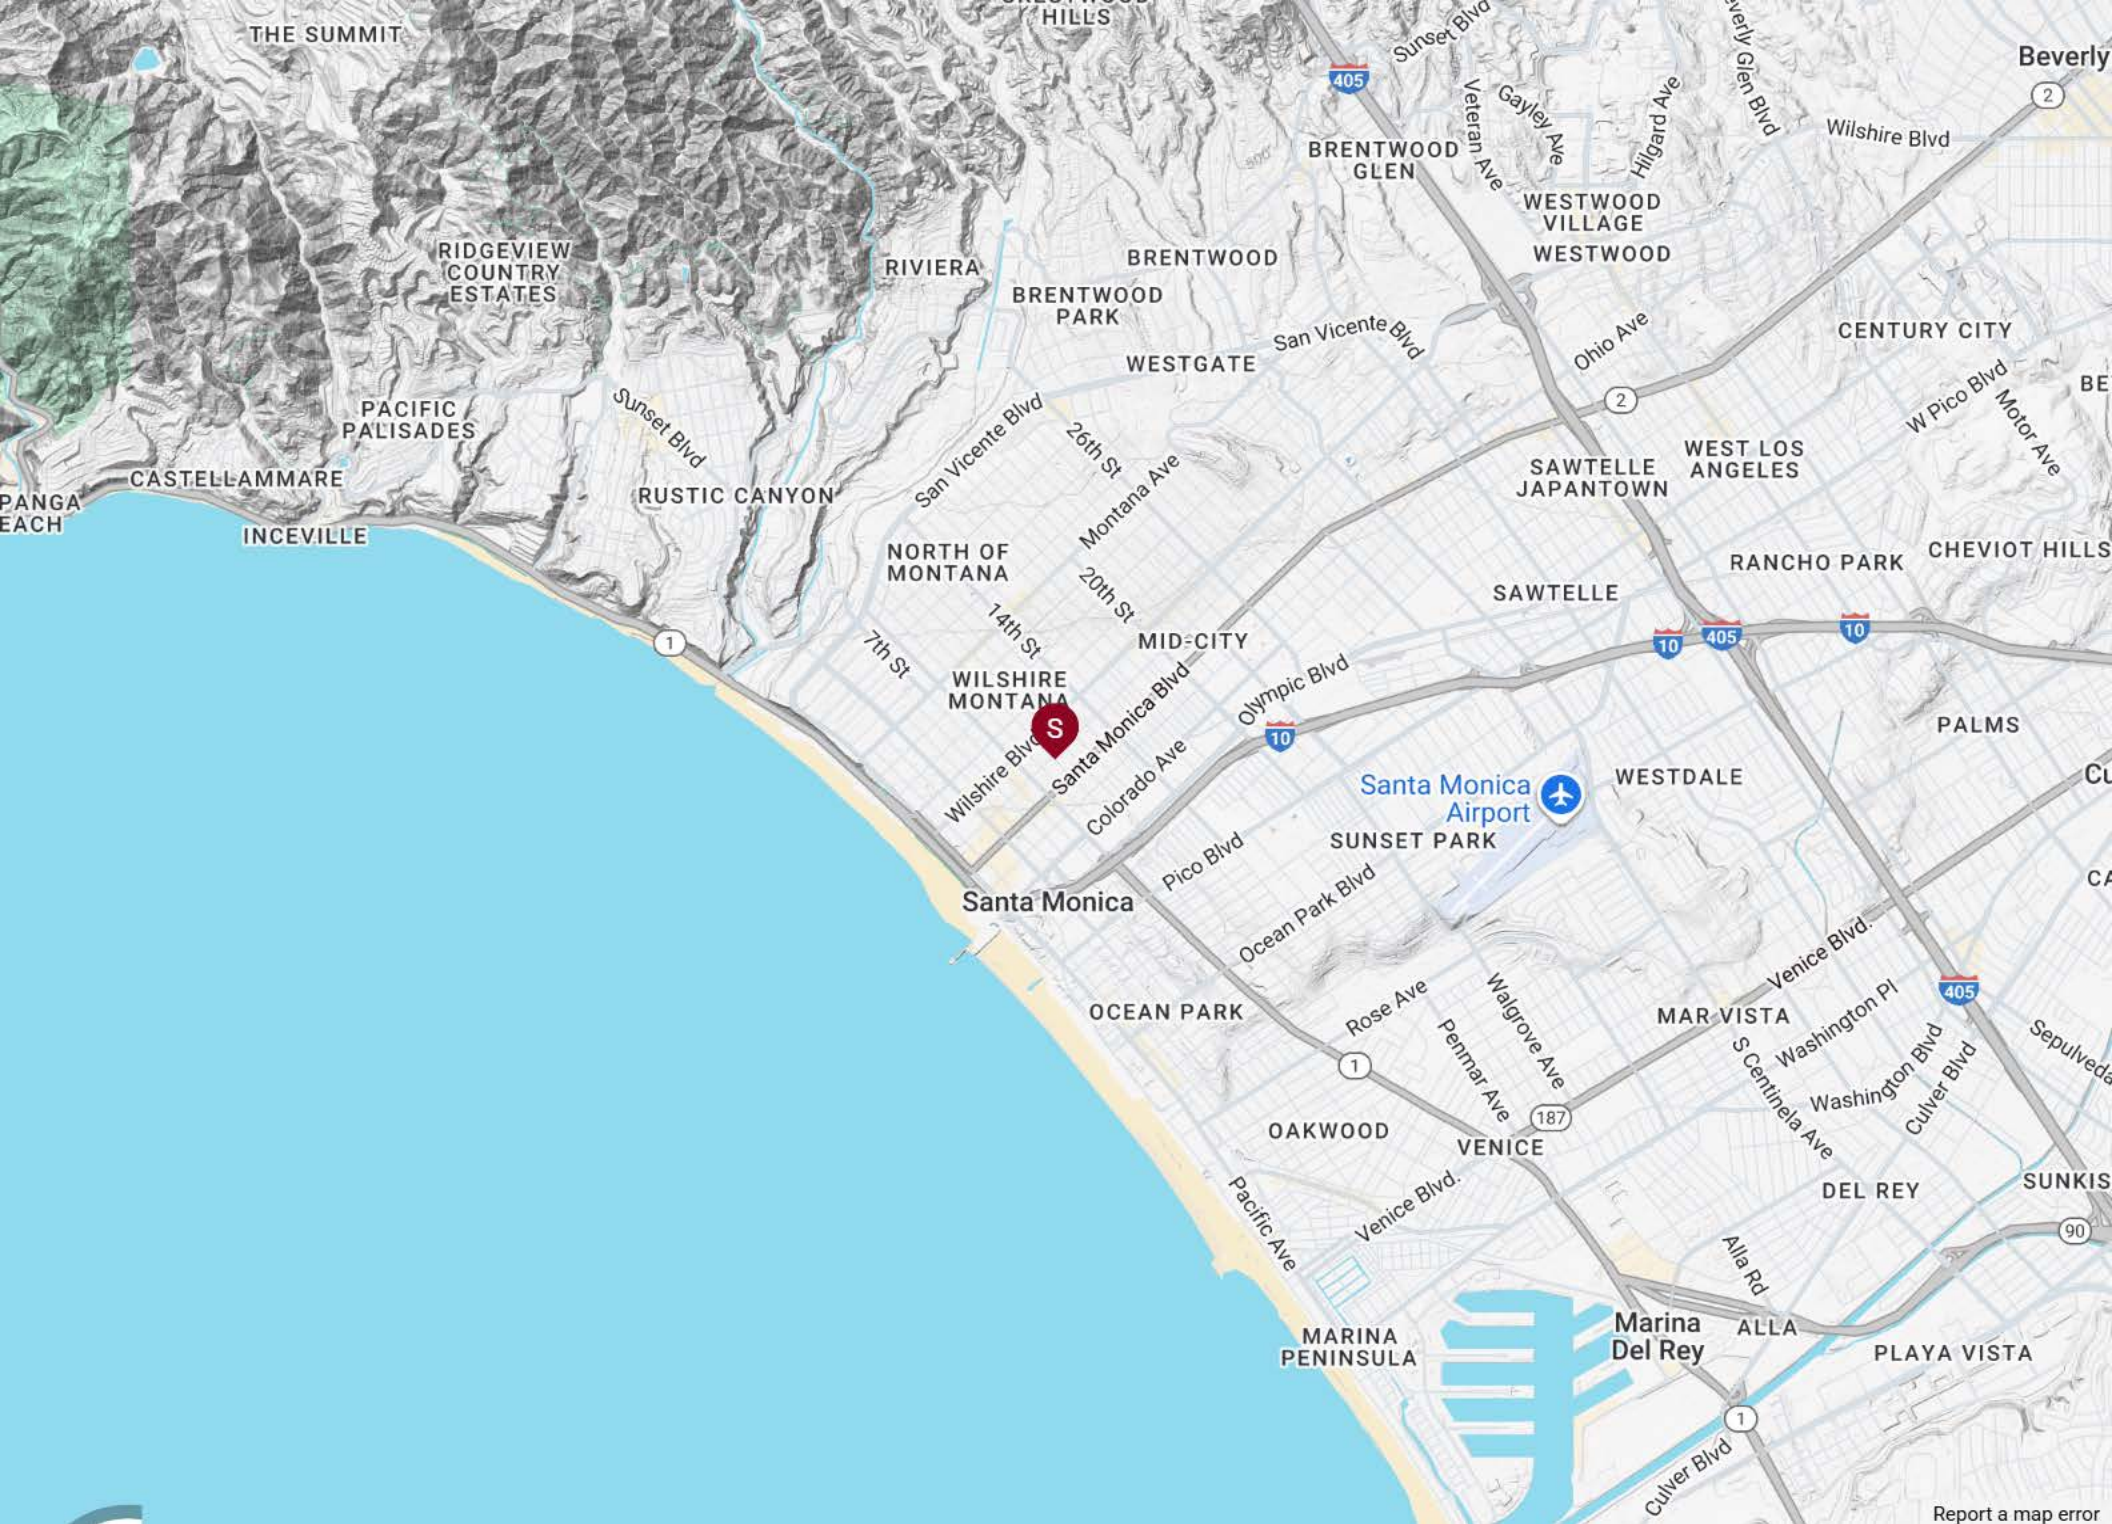 HILLS
THE SUMMIT
Sunset Blvd
Beverly Glen Blvd
Beverly
405
2
Veteran Ave
Gayley Ave
Hilgard Ave
Wilshire Blvd
BRENTWOOD
GLEN
600'
WESTWOOD
VILLAGE
WESTWOOD
RIDGEVIEW
COUNTRY
ESTATES
RIVIERA
BRENTWOOD
BRENTWOOD
PARK
San Vicente Blvd
Ohio Ave
CENTURY CITY
WESTGATE
W Pico Blvd
BE
Motor Ave
2
PACIFIC
PALISADES
Sunset Blvd
San Vicente Blvd
26th St
Montana Ave
SAWTELLE
JAPANTOWN
WEST LOS
ANGELES
CASTELLAMMARE
RUSTIC CANYON
PANGA
EACH
INCEVILLE
NORTH OF
MONTANA
20th St
RANCHO PARK
CHEVIOT HILLS
SAWTELLE
14th St
7th St
1
MID-CITY
10
405
10
WILSHIRE
MONTANA
Olympic Blvd
S
Wilshire Blvd
Santa Monica Blvd
10
Colorado Ave
PALMS
Santa Monica
Airport
WESTDALE
Cu
SUNSET PARK
Pico Blvd
Ocean Park Blvd
CA
Santa Monica
Venice Blvd.
OCEAN PARK
Rose Ave
Walgrove Ave
Penmar Ave
MAR VISTA
Washington Pl
405
S Centinela Ave
Washington Blvd
Culver Blvd
Sepulveda
1
187
OAKWOOD
VENICE
Venice Blvd.
Pacific Ave
DEL REY
SUNKIS
90
Alla Rd
MARINA
PENINSULA
Marina
Del Rey
ALLA
PLAYA VISTA
1
Culver Blvd
Report a map error